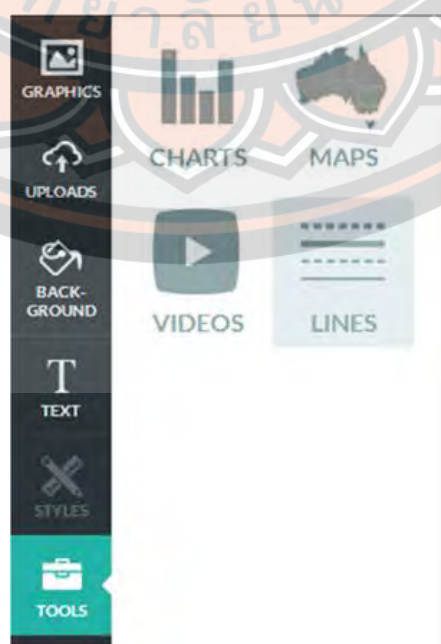 GRAPHICS
UPLOADS
BACK-
GROUND
T
TEXT
STYLES
TOOLS
CHARTS
MAPS
VIDEOS
LINES